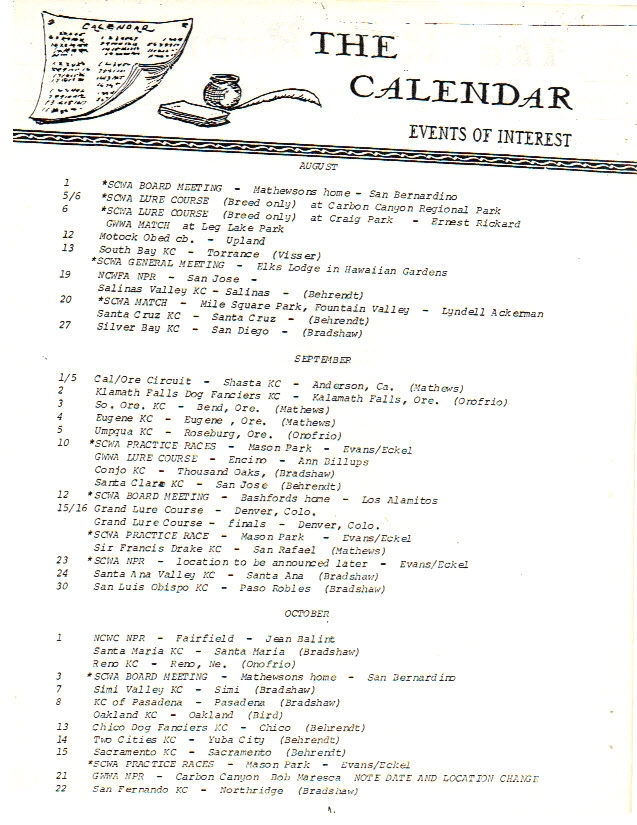 CALENDAR
THE
CALENDAR
EVENTS OF INTEREST
AUGUST
1 *SCWA BOARD MEETING - Mathewsons home - San Bernardino
5/6 *SCWA LURE COURSE (Breed only) at Carbon Canyon Regional Park
6 *SCWA LURE COURSE (Breed only) at Craig Park - Ernest Rickard
GWWA MATCH at Leg Lake Park
12 Motock Obed cb. - Upland
13 South Bay KC - Torrance (Visser)
*SCWA GENERAL MEETING - Elks Lodge in Hawaiian Gardens
19 NCWFA NPR - San Jose -
Salinas Valley KC - Salinas - (Behrendt)
20 *SCWA MATCH - Mile Square Park, Fountain Valley - Lyndell Ackerman
Santa Cruz KC - Santa Cruz - (Behrendt)
27 Silver Bay KC - San Diego - (Bradshaw)
SEPTEMBER
1/5 Cal/Ore Circuit - Shasta KC - Anderson, Ca. (Mathews)
2 Klamath Falls Dog Fanciers KC - Kalamath Falls, Ore. (Onofrio)
3 So. Ore. KC - Bend, Ore. (Mathews)
4 Eugene KC - Eugene , Ore. (Mathews)
5 Umpqua KC - Roseburg, Ore. (Onofrio)
10 *SCWA PRACTICE RACES - Mason Park - Evans/Eckel
GWWA LURE COURSE - Encino - Ann Billups
Conjo KC - Thousand Oaks, (Bradshaw)
Santa Clara KC - San Jose (Behrendt)
12 *SCWA BOARD MEETING - Bashfords home - Los Alamitos
15/16 Grand Lure Course - Denver, Colo.
Grand Lure Course - finals - Denver, Colo.
*SCWA PRACTICE RACE - Mason Park - Evans/Eckel
Sir Francis Drake KC - San Rafael (Mathews)
23 *SCWA NPR - location to be announced later - Evans/Eckel
24 Santa Ana Valley KC - Santa Ana (Bradshaw)
30 San Luis Obispo KC - Paso Robles (Bradshaw)
OCTOBER
1 NCWC NPR - Fairfield - Jean Balint
Santa Maria KC - Santa Maria (Bradshaw)
Reno KC - Reno, Ne. (Onofrio)
3 *SCWA BOARD MEETING - Mathewsons home - San Bernardino
7 Simi Valley KC - Simi (Bradshaw)
8 KC of Pasadena - Pasadena (Bradshaw)
Oakland KC - Oakland (Bird)
13 Chico Dog Fanciers KC - Chico (Behrendt)
14 Two Cities KC - Yuba City (Behrendt)
15 Sacramento KC - Sacramento (Behrendt)
*SCWA PRACTICE RACES - Mason Park - Evans/Eckel
21 GWWA NPR - Carbon Canyon Bob Maresca NOTE DATE AND LOCATION CHANGE
22 San Fernando KC - Northridge (Bradshaw)